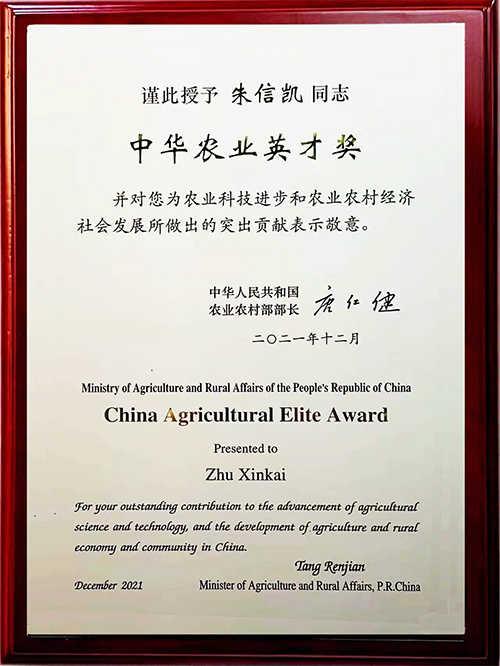 谨此授予 朱信凯 同志
中华农业英才奖
并对您为农业科技进步和农业农村经济
社会发展所做出的突出贡献表示敬意。
中华人民共和国
农业农村部部长 唐仁健
二〇二一年十二月
Ministry of Agriculture and Rural Affairs of the People's Republic of China
China Agricultural Elite Award
Presented to
Zhu Xinkai
For your outstanding contribution to the advancement of agricultural
science and technology, and the development of agriculture and rural
economy and community in China.
Tang Renjian
December 2021 Minister of Agriculture and Rural Affairs, P.R.China